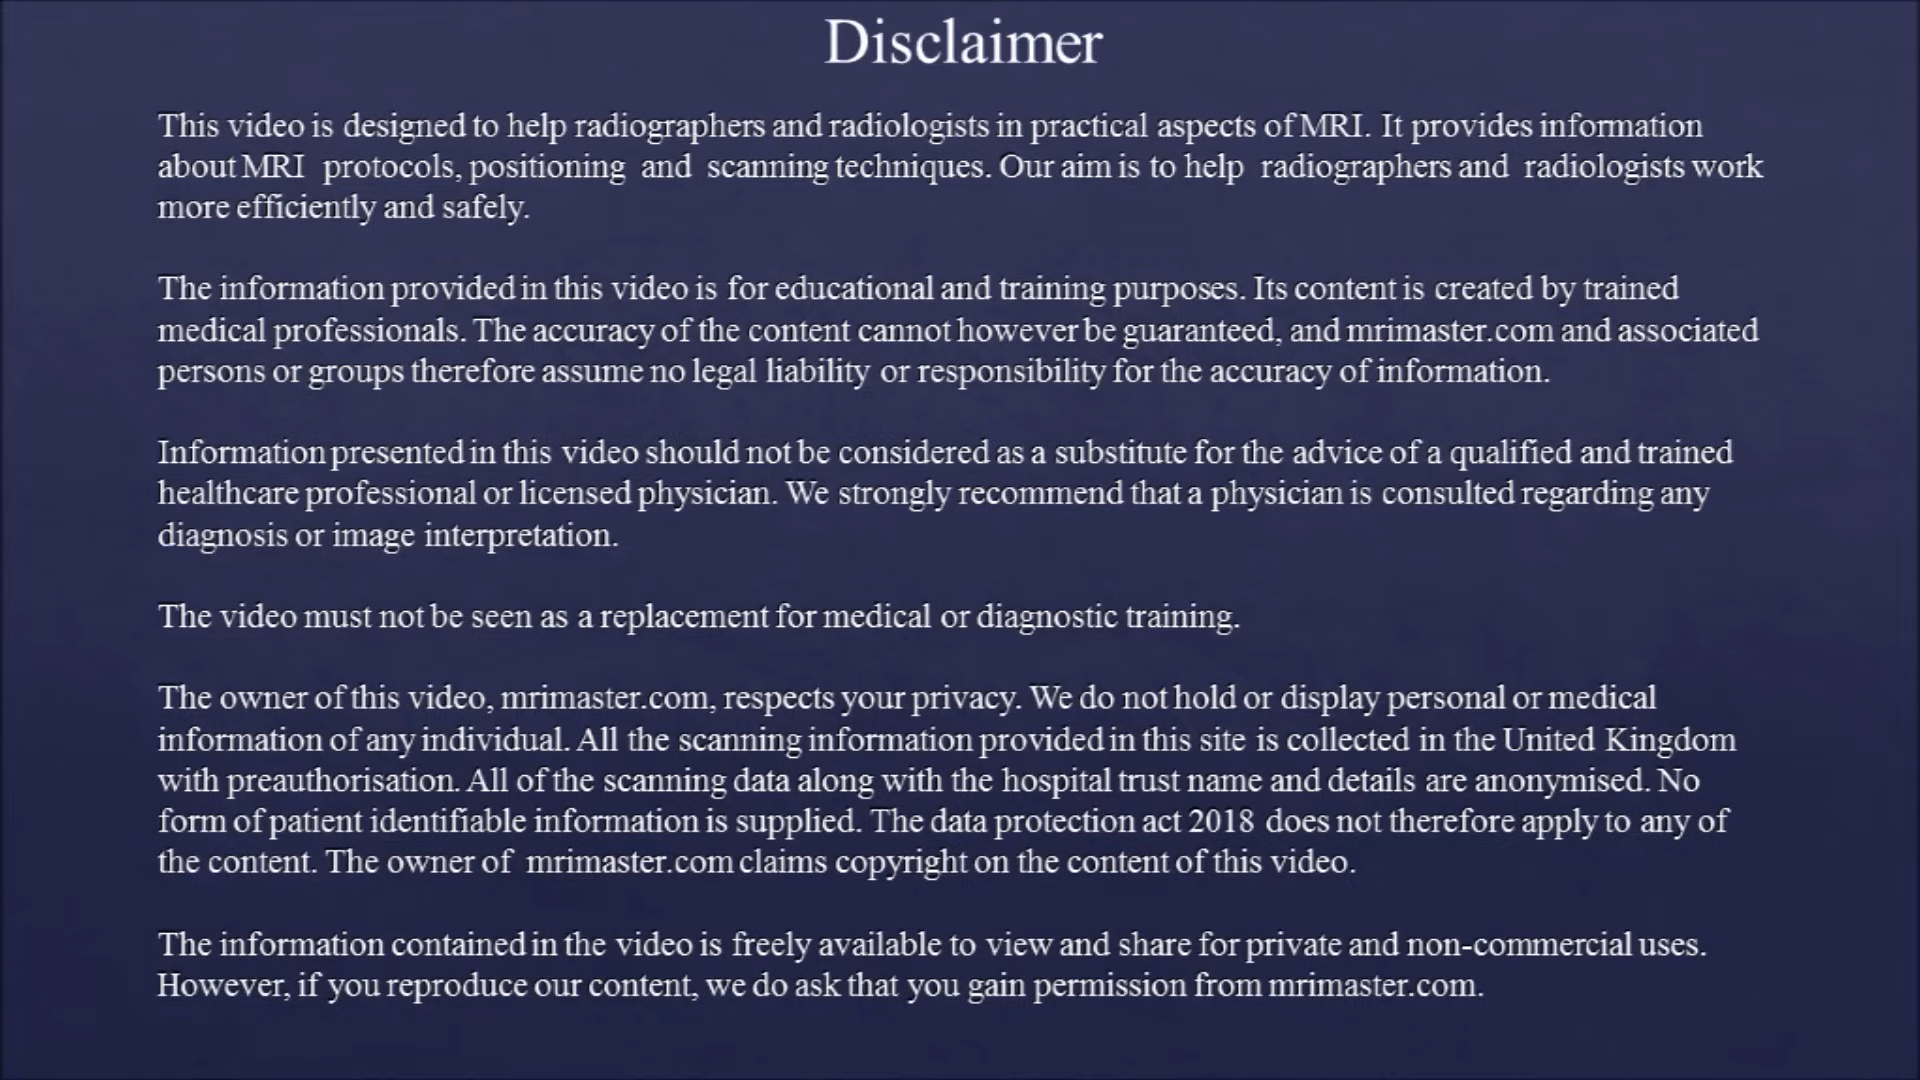 Disclaimer
This video is designed to help radiographers and radiologists in practical aspects of MRI. It provides information
about MRI protocols, positioning and scanning techniques. Our aim is to help radiographers and radiologists work
more efficiently and safely.
The information provided in this video is for educational and training purposes. Its content is created by trained
medical professionals. The accuracy of the content cannot however be guaranteed, and mrimaster.com and associated
persons or groups therefore assume no legal liability or responsibility for the accuracy of information.
Information presented in this video should not be considered as a substitute for the advice of a qualified and trained
healthcare professional or licensed physician. We strongly recommend that a physician is consulted regarding any
diagnosis or image interpretation.
The video must not be seen as a replacement for medical or diagnostic training.
The owner of this video, mrimaster.com, respects your privacy. We do not hold or display personal or medical
information of any individual. All the scanning information provided in this site is collected in the United Kingdom
with preauthorisation. All of the scanning data along with the hospital trust name and details are anonymised. No
form of patient identifiable information is supplied. The data protection act 2018 does not therefore apply to any of
the content. The owner of mrimaster.com claims copyright on the content of this video.
The information contained in the video is freely available to view and share for private and non-commercial uses.
However, if you reproduce our content, we do ask that you gain permission from mrimaster.com.